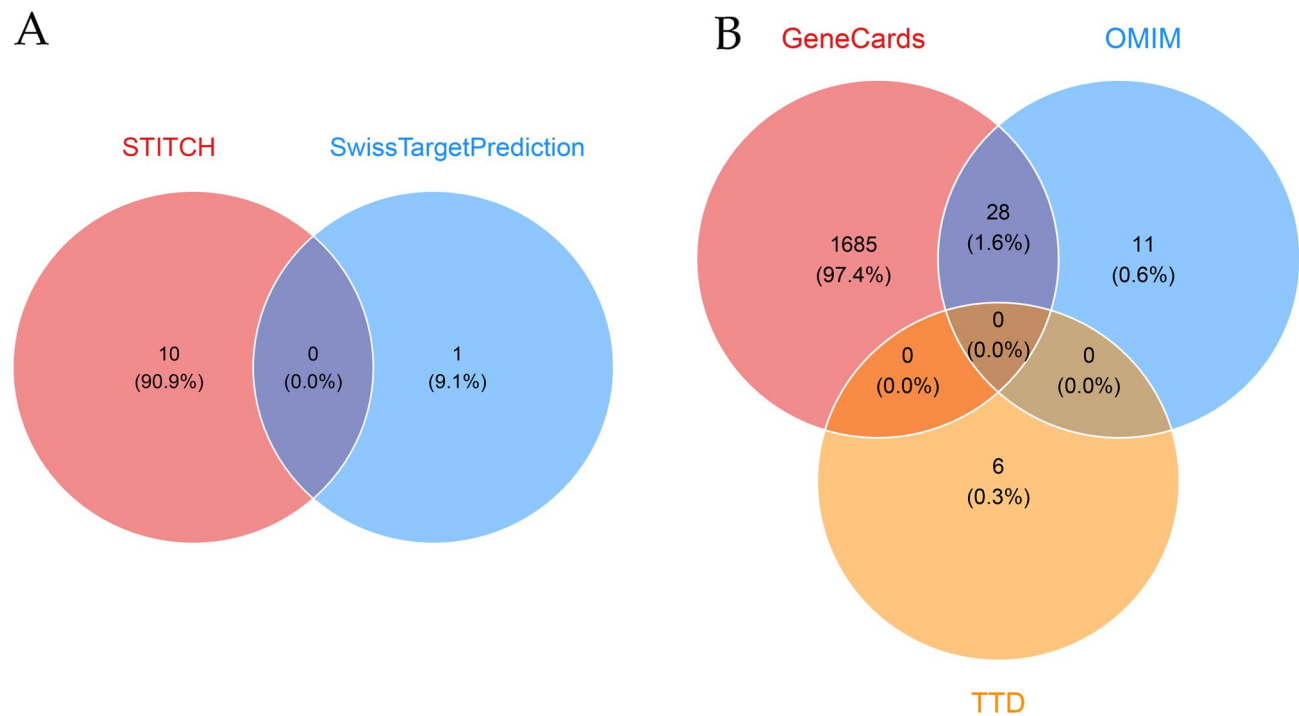 A
STITCH
SwissTargetPrediction
10
(90.9%)
0
(0.0%)
1
(9.1%)
B
GeneCards
OMIM
1685
(97.4%)
28
(1.6%)
11
(0.6%)
0
(0.0%)
0
(0.0%)
0
(0.0%)
6
(0.3%)
TTD